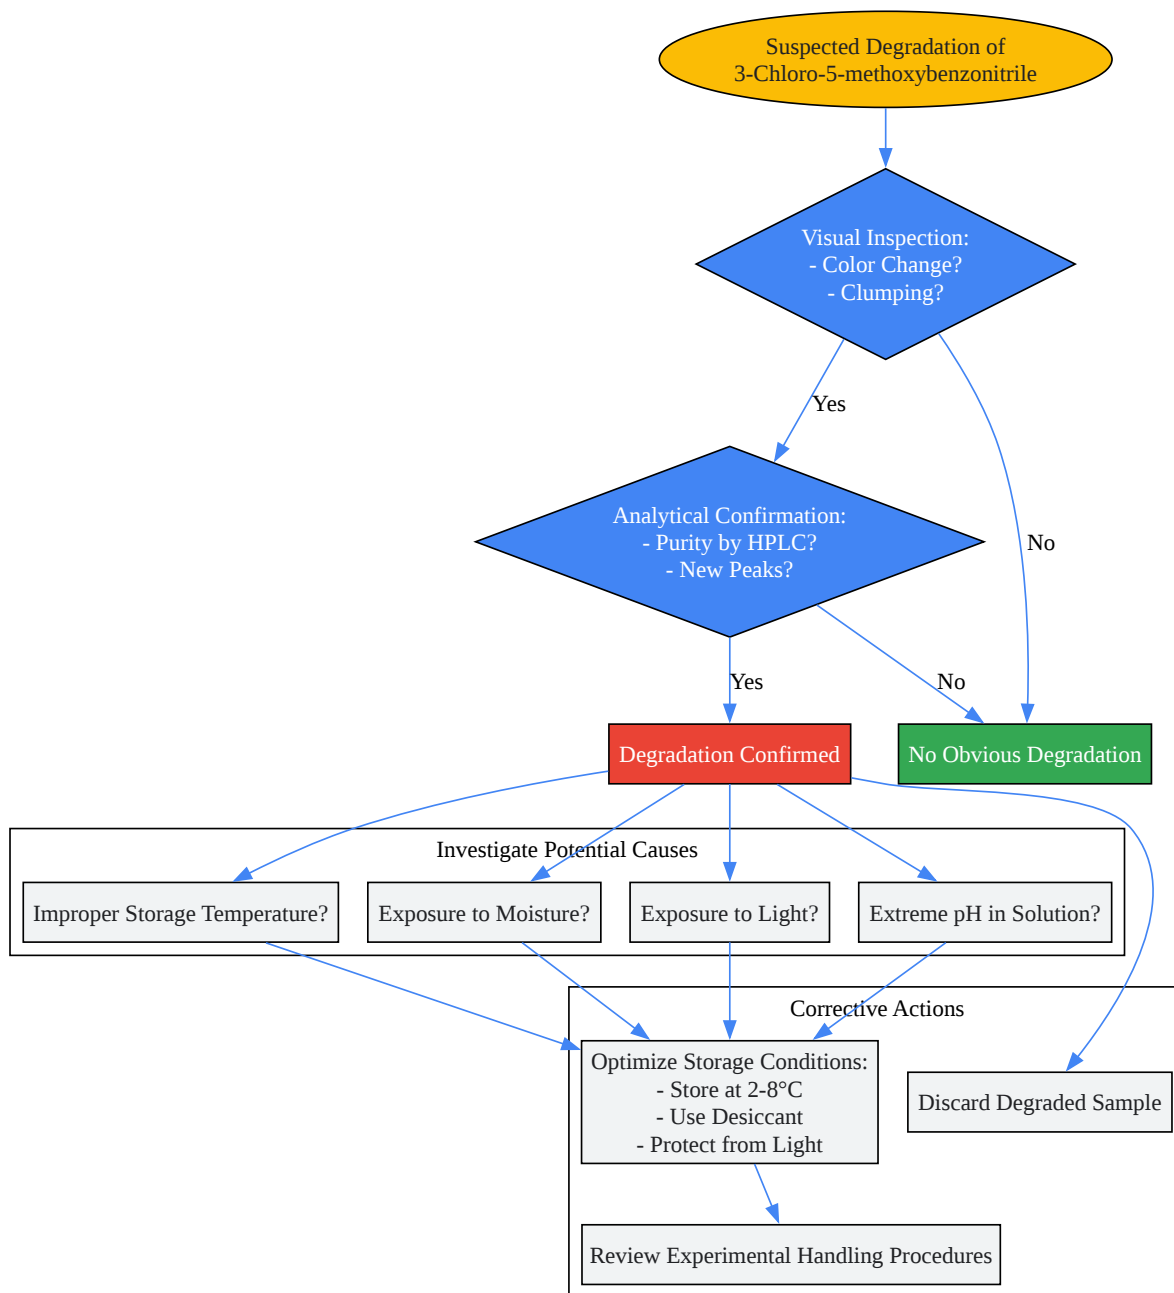 Suspected Degradation of
3-Chloro-5-methoxybenzonitrile
Visual Inspection:
- Color Change?
- Clumping?
Yes
No
Analytical Confirmation:
- Purity by HPLC?
- New Peaks?
Yes
No
Degradation Confirmed
No Obvious Degradation
Investigate Potential Causes
Improper Storage Temperature?
Exposure to Moisture?
Exposure to Light?
Extreme pH in Solution?
Corrective Actions
Optimize Storage Conditions:
- Store at 2-8°C
- Use Desiccant
- Protect from Light
Discard Degraded Sample
Review Experimental Handling Procedures